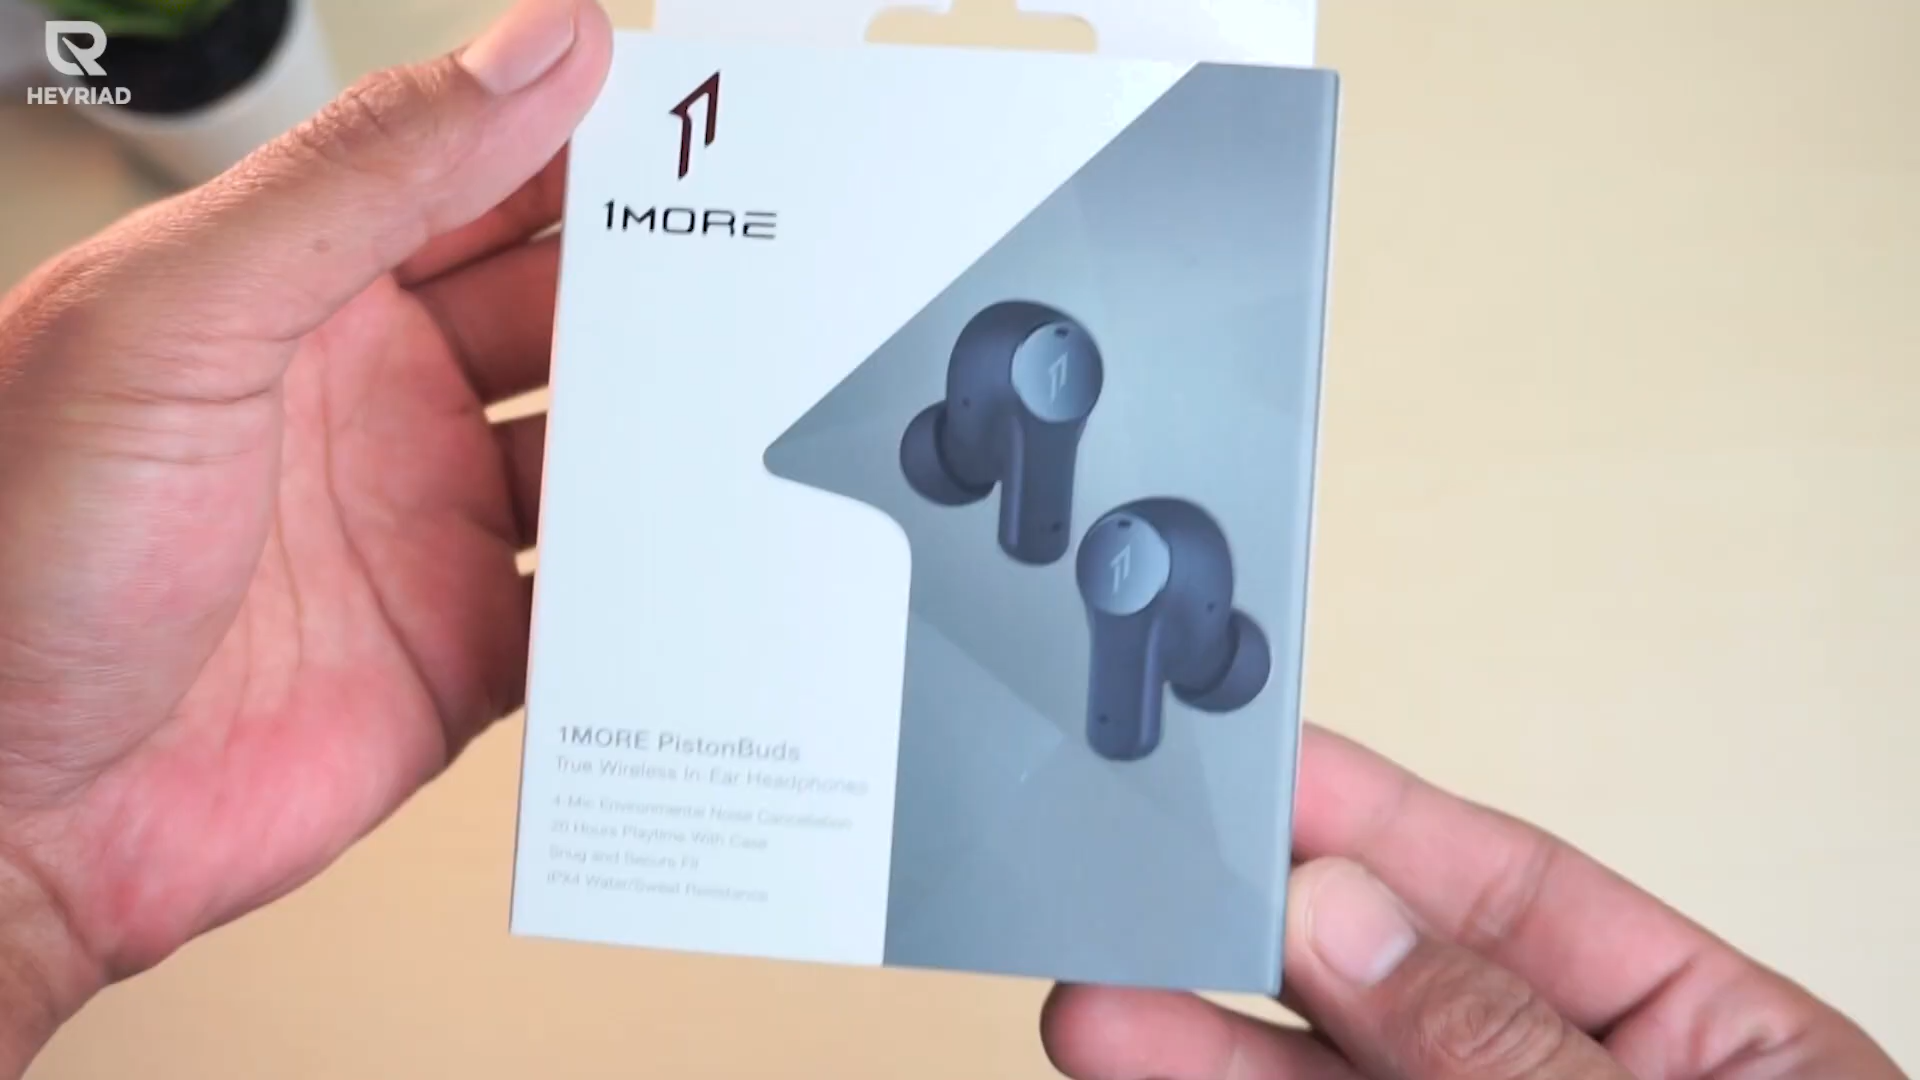 HEYRIAD
1MORE
1MORE PistonBuds
True Wireless In-Ear Headphones
4-Mic Environmental Noise Cancellation
20 Hours Playtime With Case
Snug and Secure Fit
IPX4 Water/Sweat Resistance